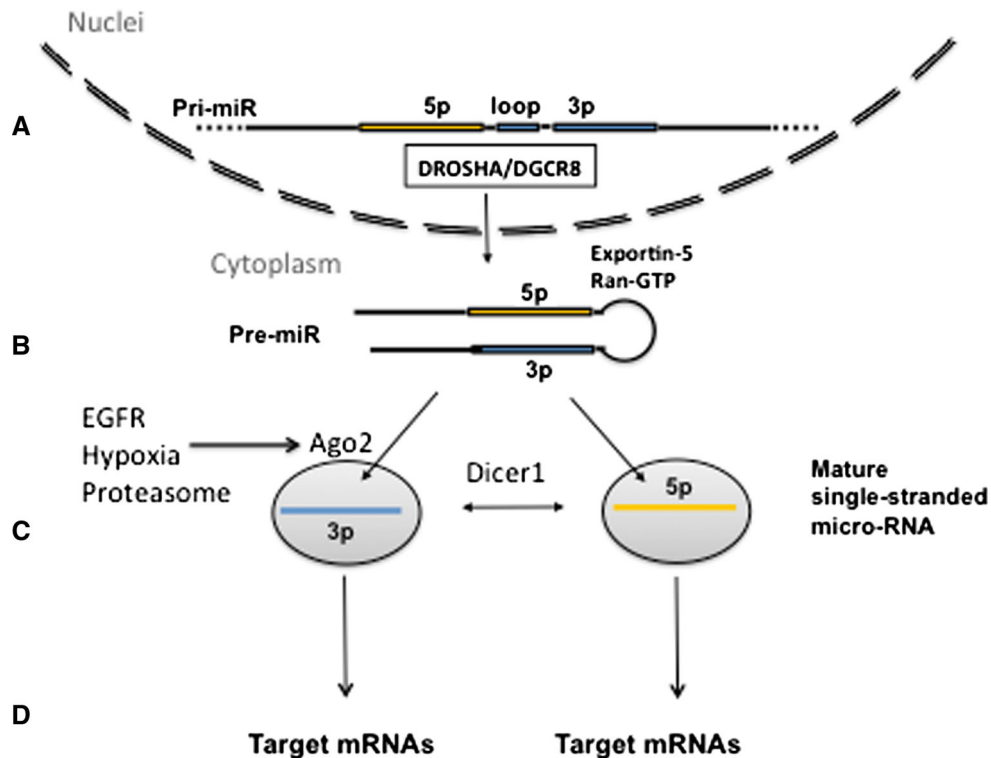 Nuclei
A
Pri-miR
5p
loop
3p
DROSHA/DGCR8
Cytoplasm
Exportin-5
Ran-GTP
B
Pre-miR
5p
3p
EGFR
Hypoxia
Proteasome
Ago2
Dicer1
C
3p
5p
Mature
single-stranded
micro-RNA
D
Target mRNAs
Target mRNAs